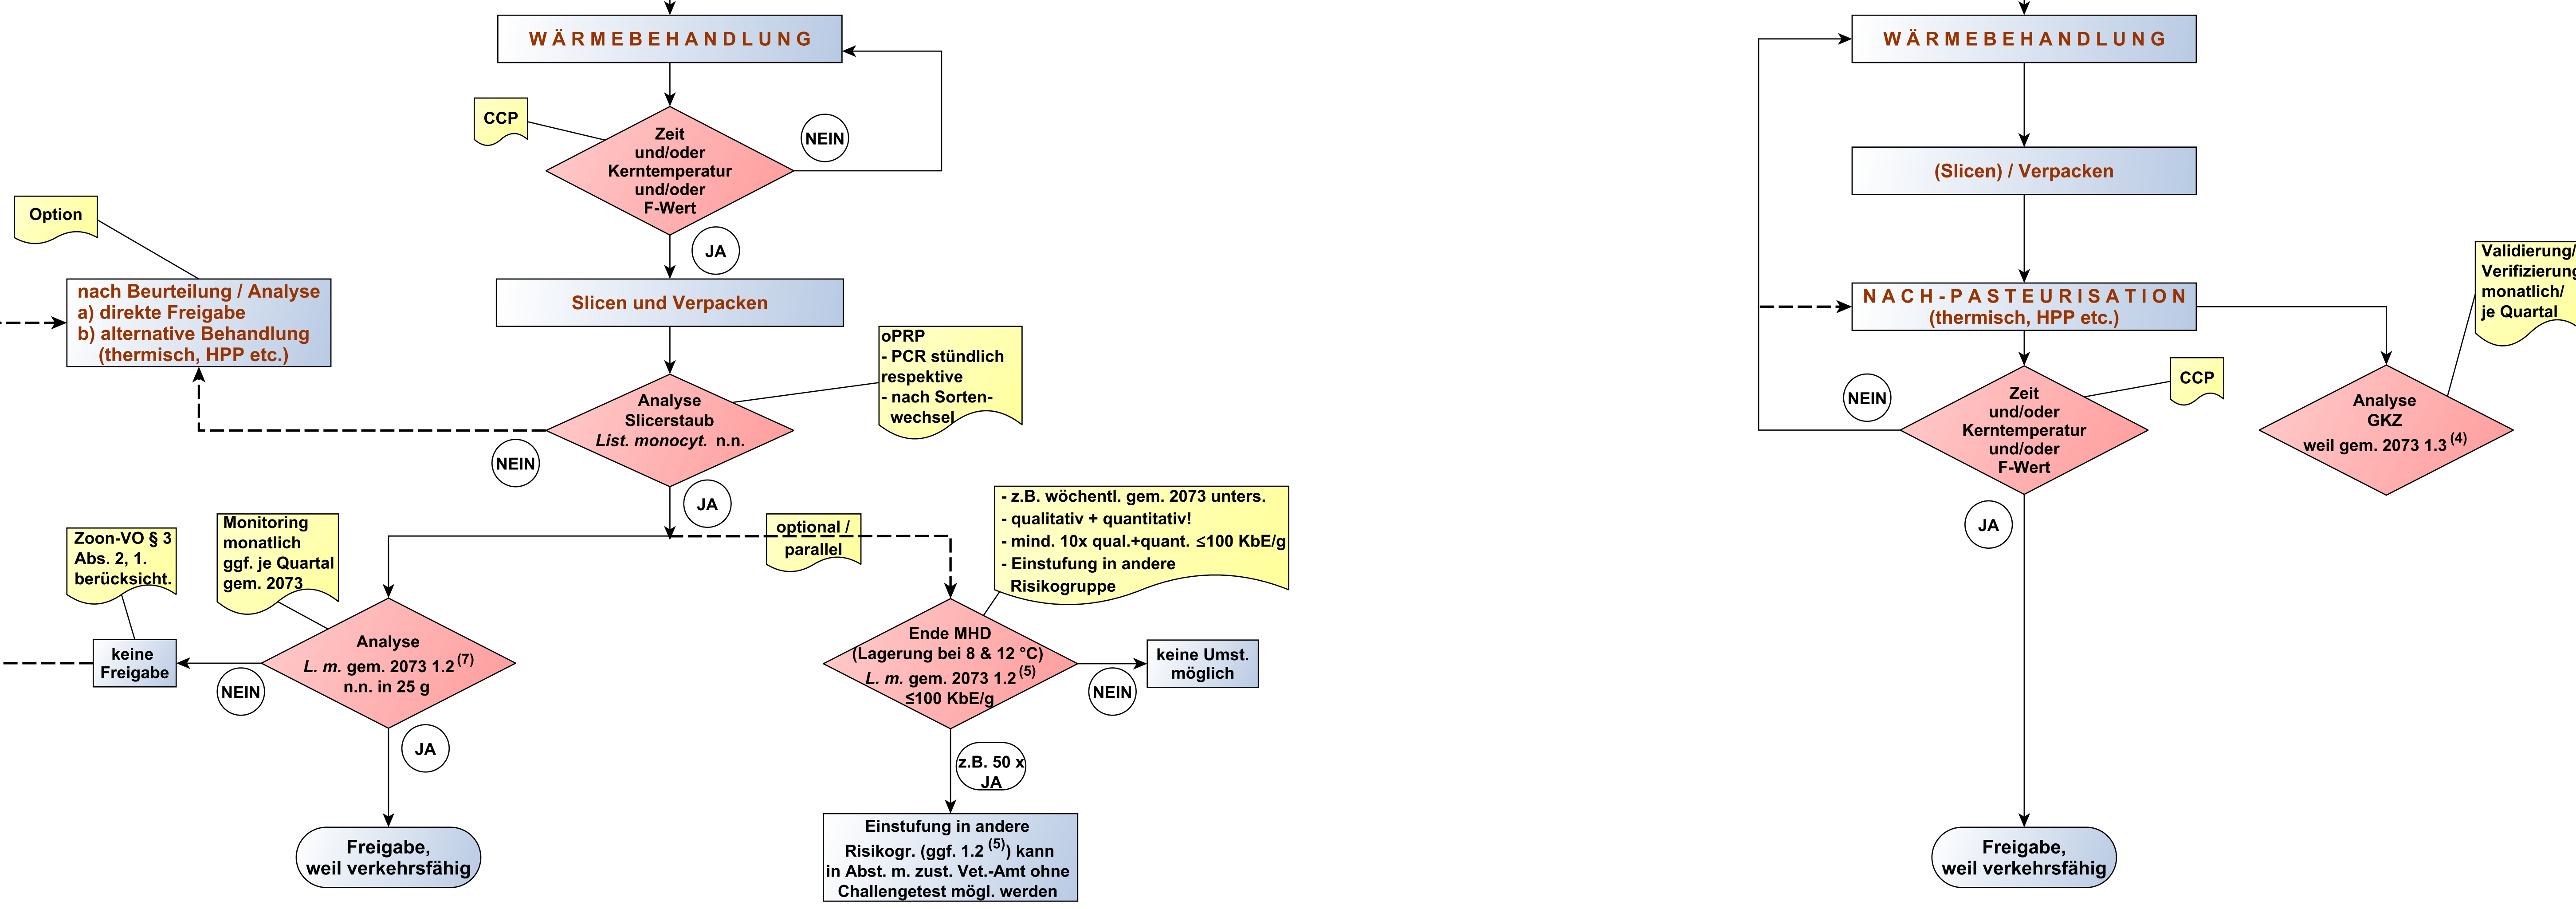 WÄRMEBEHANDLUNG
CCP
Zeit
und/oder
Kerntemperatur
und/oder
F-Wert
NEIN
JA
Option
nach Beurteilung / Analyse
a) direkte Freigabe
b) alternative Behandlung
(thermisch, HPP etc.)
Slicen und Verpacken
oPRP
- PCR stündlich
respektive
- nach Sorten-
wechsel
Analyse
Slicerstaub
List. monocyt. n.n.
NEIN
JA
optional /
parallel
- z.B. wöchentl. gem. 2073 unters.
- qualitativ + quantitativ!
- mind. 10x qual.+quant. ≤100 KbE/g
- Einstufung in andere
Risikogruppe
Zoon-VO § 3
Abs. 2, 1.
berücksicht.
Monitoring
monatlich
ggf. je Quartal
gem. 2073
keine
Freigabe
NEIN
Analyse
L. m. gem. 2073 1.2 (7)
n.n. in 25 g
JA
Freigabe,
weil verkehrsfähig
Ende MHD
(Lagerung bei 8 & 12 °C)
L. m. gem. 2073 1.2 (5)
≤100 KbE/g
NEIN
keine Umst.
möglich
z.B. 50 x
JA
Einstufung in andere
Risikogr. (ggf. 1.2 (5)) kann
in Abst. m. zust. Vet.-Amt ohne
Challengetest mögl. werden
WÄRMEBEHANDLUNG
(Slicen) / Verpacken
NACH-PASTEURISATION
(thermisch, HPP etc.)
NEIN
Zeit
und/oder
Kerntemperatur
und/oder
F-Wert
CCP
JA
Validierung/
Verifizierung
monatlich/
je Quartal
Analyse
GKZ
weil gem. 2073 1.3 (4)
Freigabe,
weil verkehrsfähig